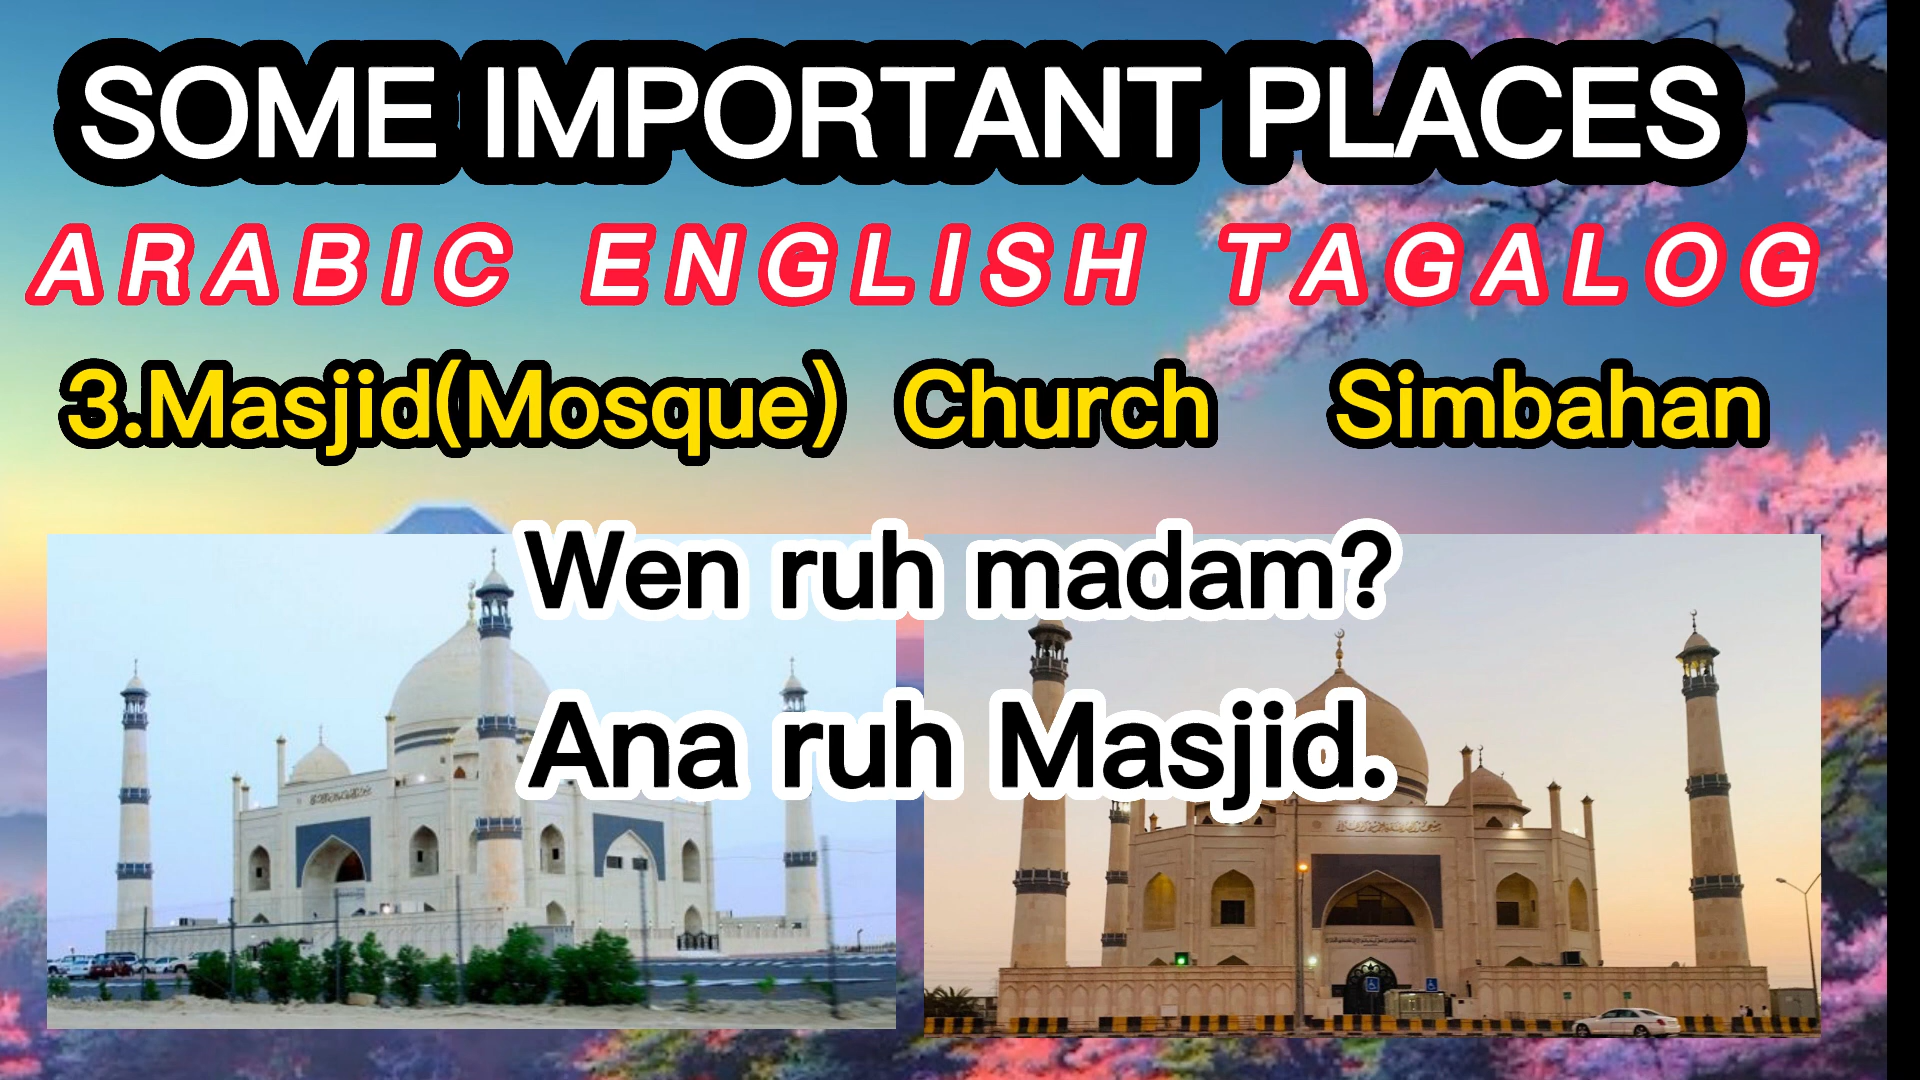 SOME IMPORTANT PLACES
ARABIC ENGLISH TAGALOG
3.Masjid(Mosque) Church Simbahan
Wen ruh madam?
Ana ruh Masjid.